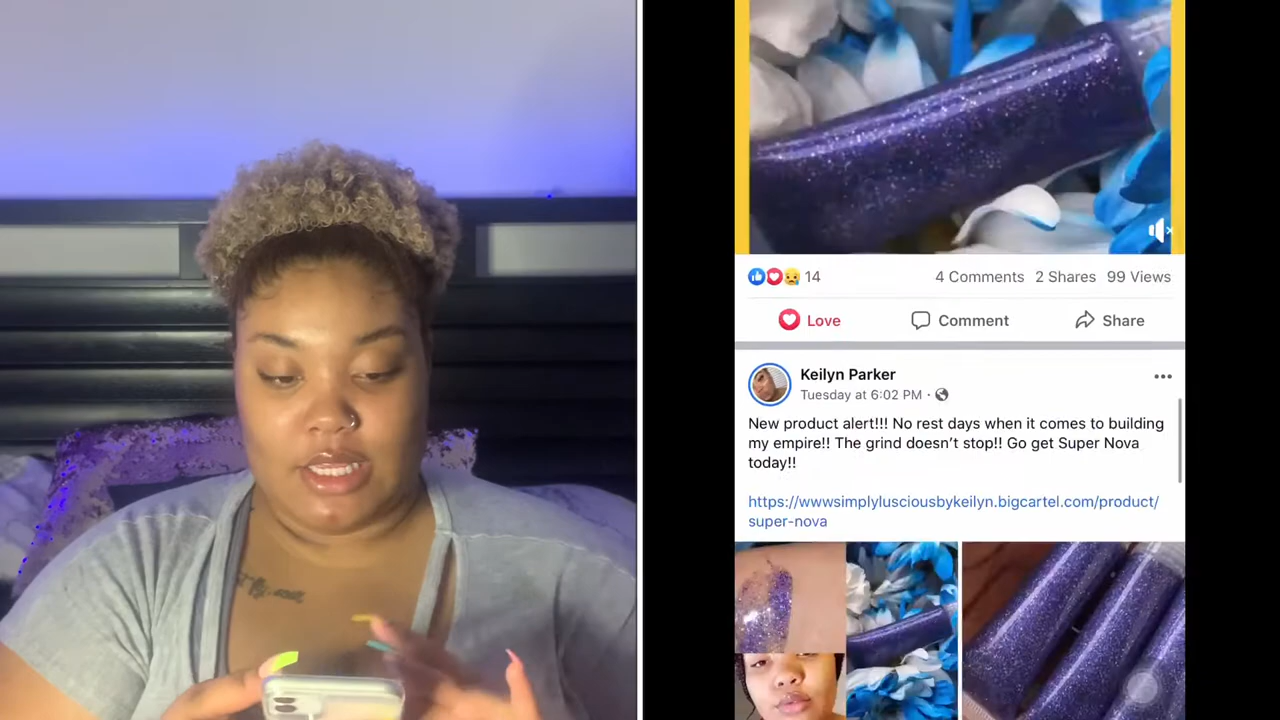 14
4 Comments 2 Shares 99 Views
Love Comment Share
Keilyn Parker
Tuesday at 6:02 PM ·
New product alert!!! No rest days when it comes to building
my empire!! The grind doesn’t stop!! Go get Super Nova
today!!
https://wwwsimplylusciousbykeilyn.bigcartel.com/product/
super-nova